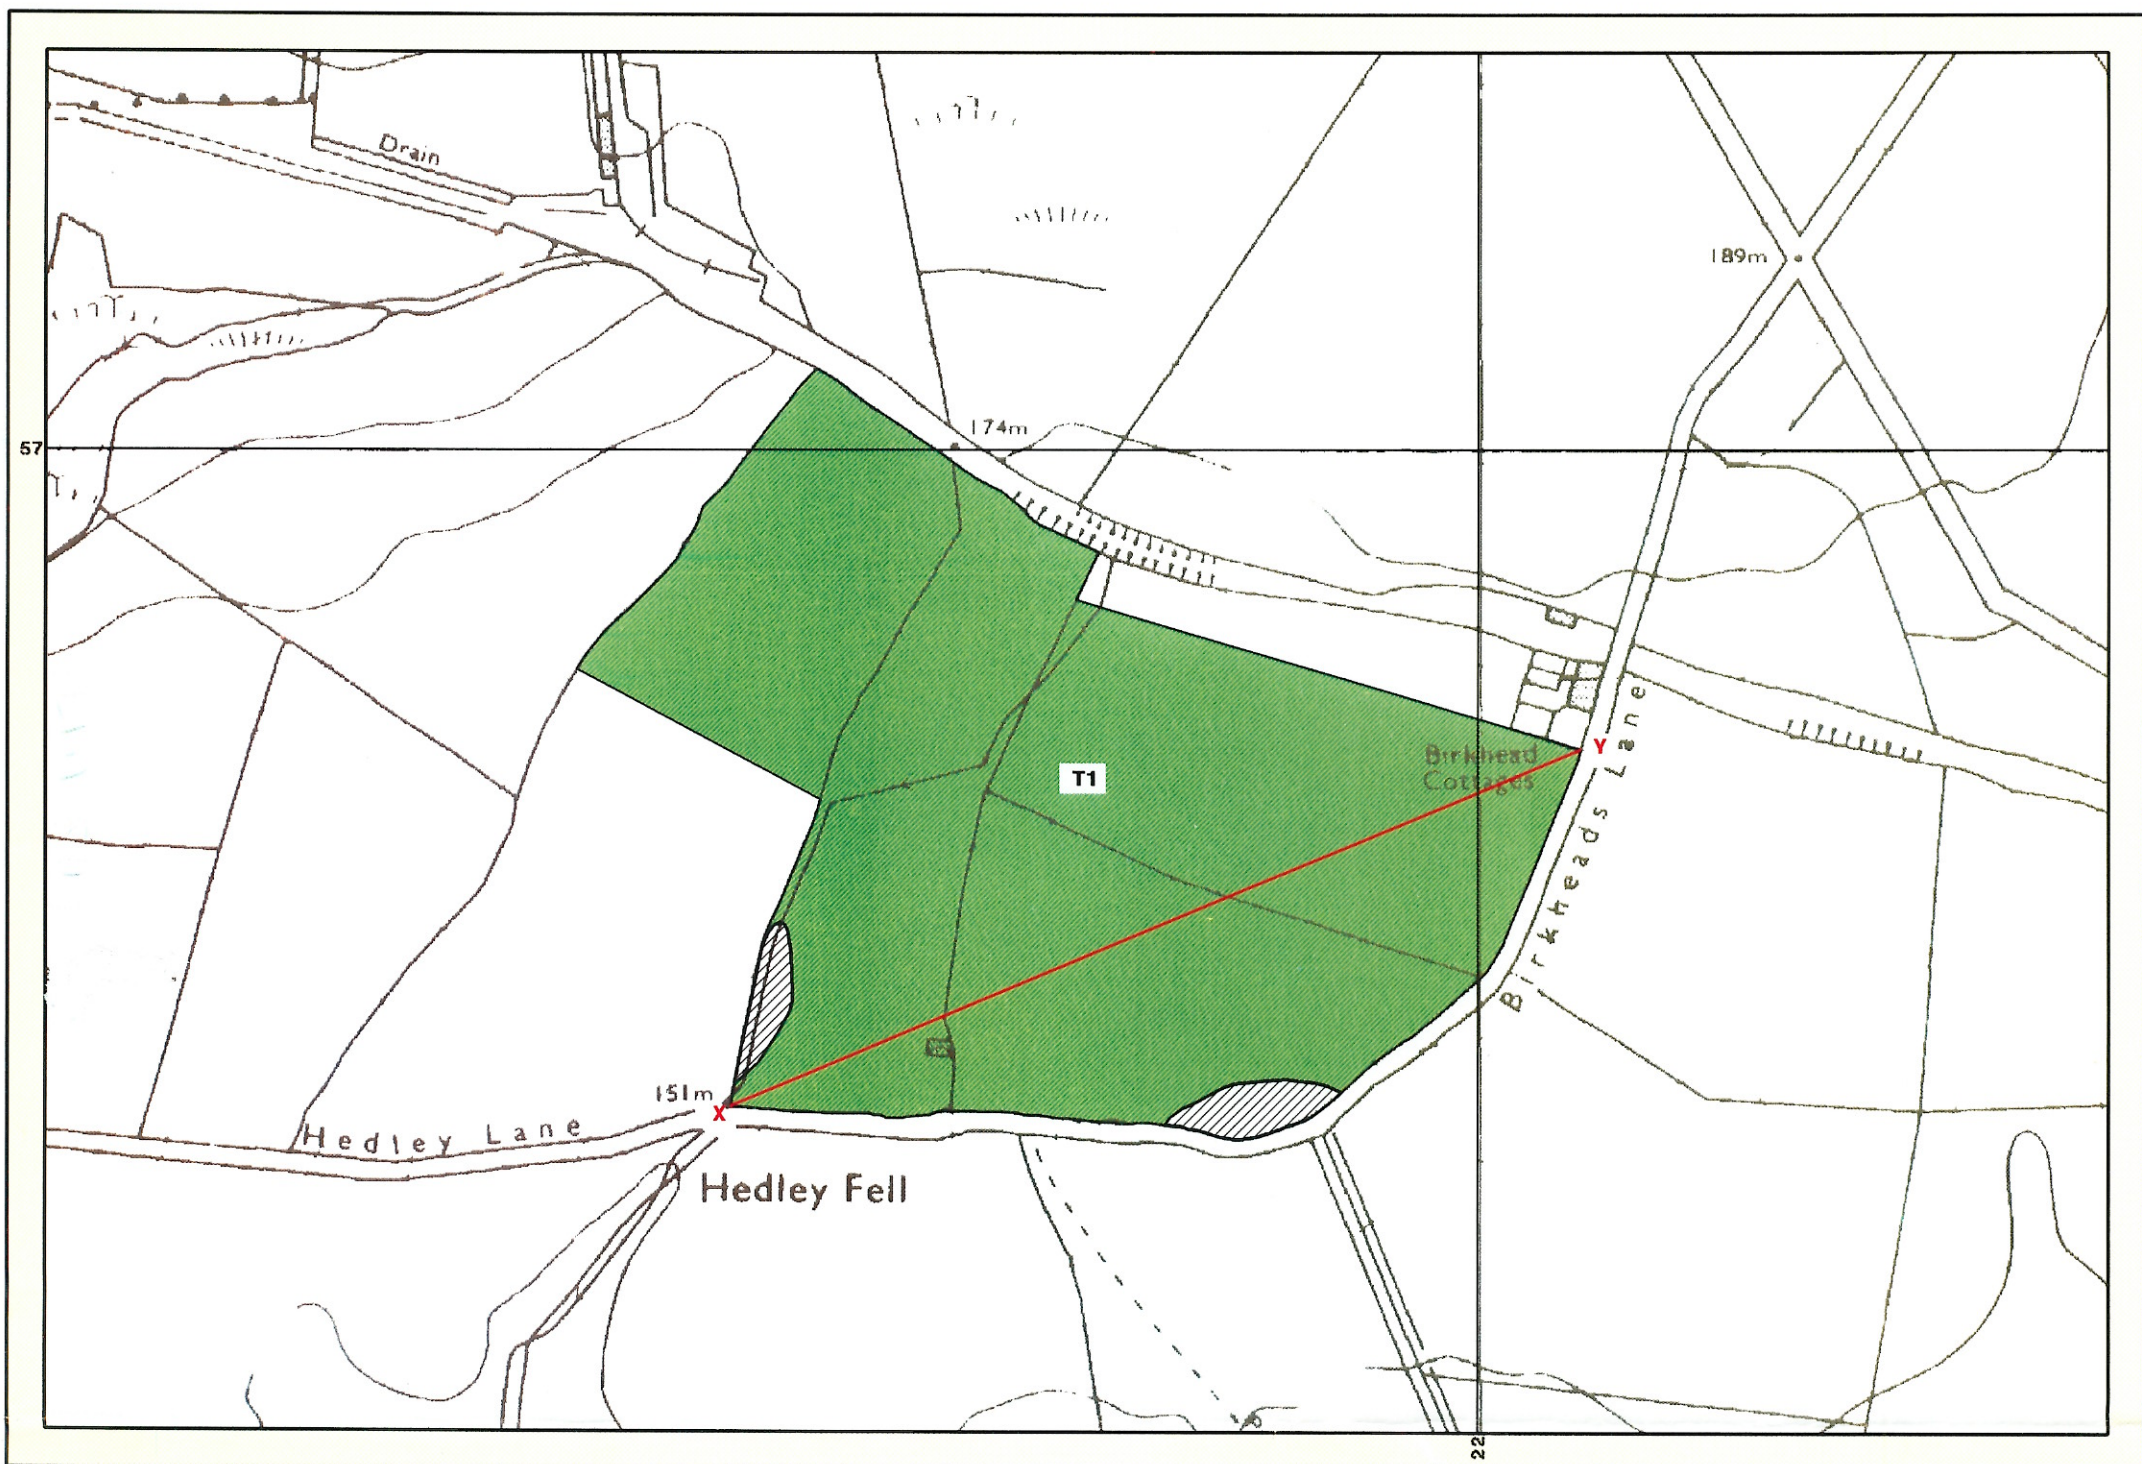 Drain
189m
57
174m
Birkhead
Cottages
Y
T1
Birkheads Lane
151m
X
Hedley Lane
Hedley Fell
22